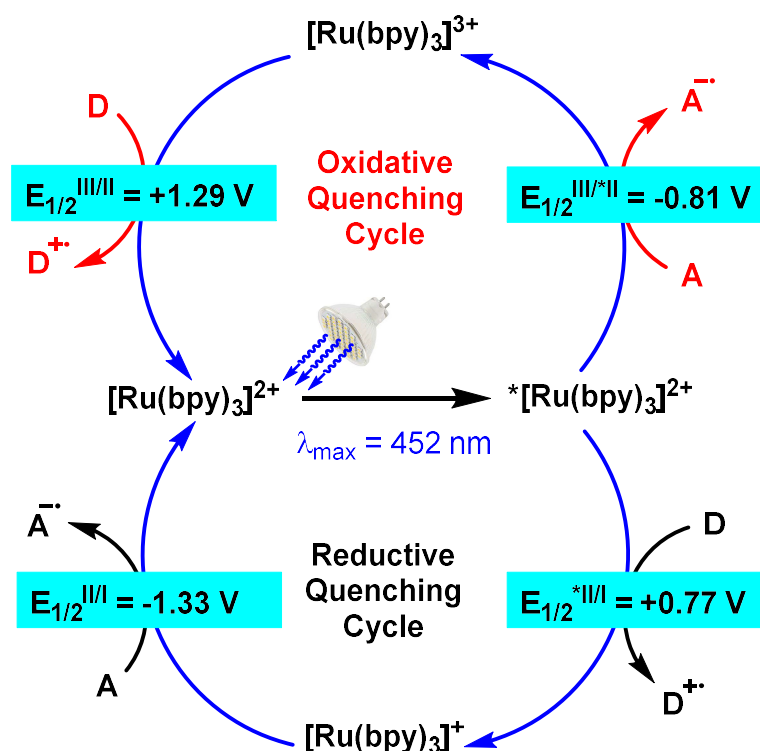 [Ru(bpy)₃]³⁺
D
A⁻·
E₁/₂ᴵᴵᴵ/ᴵᴵ = +1.29 V
Oxidative
Quenching
Cycle
E₁/₂ᴵᴵᴵ/*ᴵᴵ = -0.81 V
D⁺·
A
[Ru(bpy)₃]²⁺
*[Ru(bpy)₃]²⁺
λmax = 452 nm
A⁻·
D
E₁/₂ᴵᴵ/ᴵ = -1.33 V
Reductive
Quenching
Cycle
E₁/₂*ᴵᴵ/ᴵ = +0.77 V
A
D⁺·
[Ru(bpy)₃]⁺